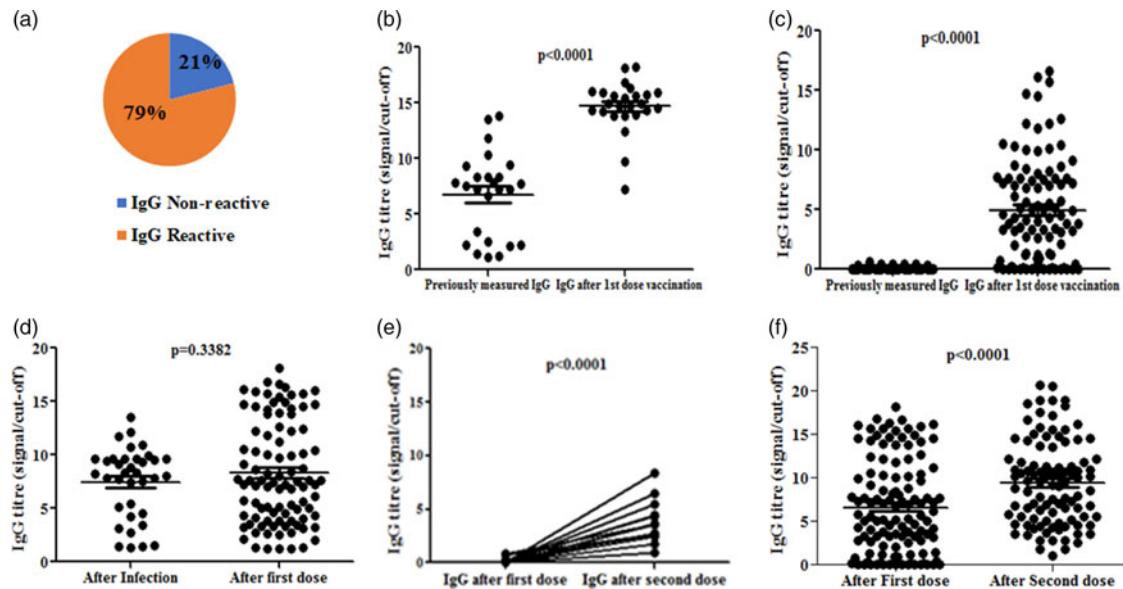 (a)
21%
79%
IgG Non-reactive
IgG Reactive
(b)
p<0.0001
IgG titre (signal/cut-off)
20
15
10
5
0
Previously measured IgG IgG after 1st dose vaccination
(c)
p<0.0001
IgG titre (signal/cut-off)
20
15
10
5
0
Previously measured IgG IgG after 1st dose vaccination
(d)
p=0.3382
IgG titre (signal/cut-off)
20
15
10
5
0
After Infection After first dose
(e)
p<0.0001
IgG titre (signal/cut-off)
20
15
10
5
0
IgG after first dose IgG after second dose
(f)
p<0.0001
IgG titre (signal/cut-off)
25
20
15
10
5
0
After First dose After Second dose